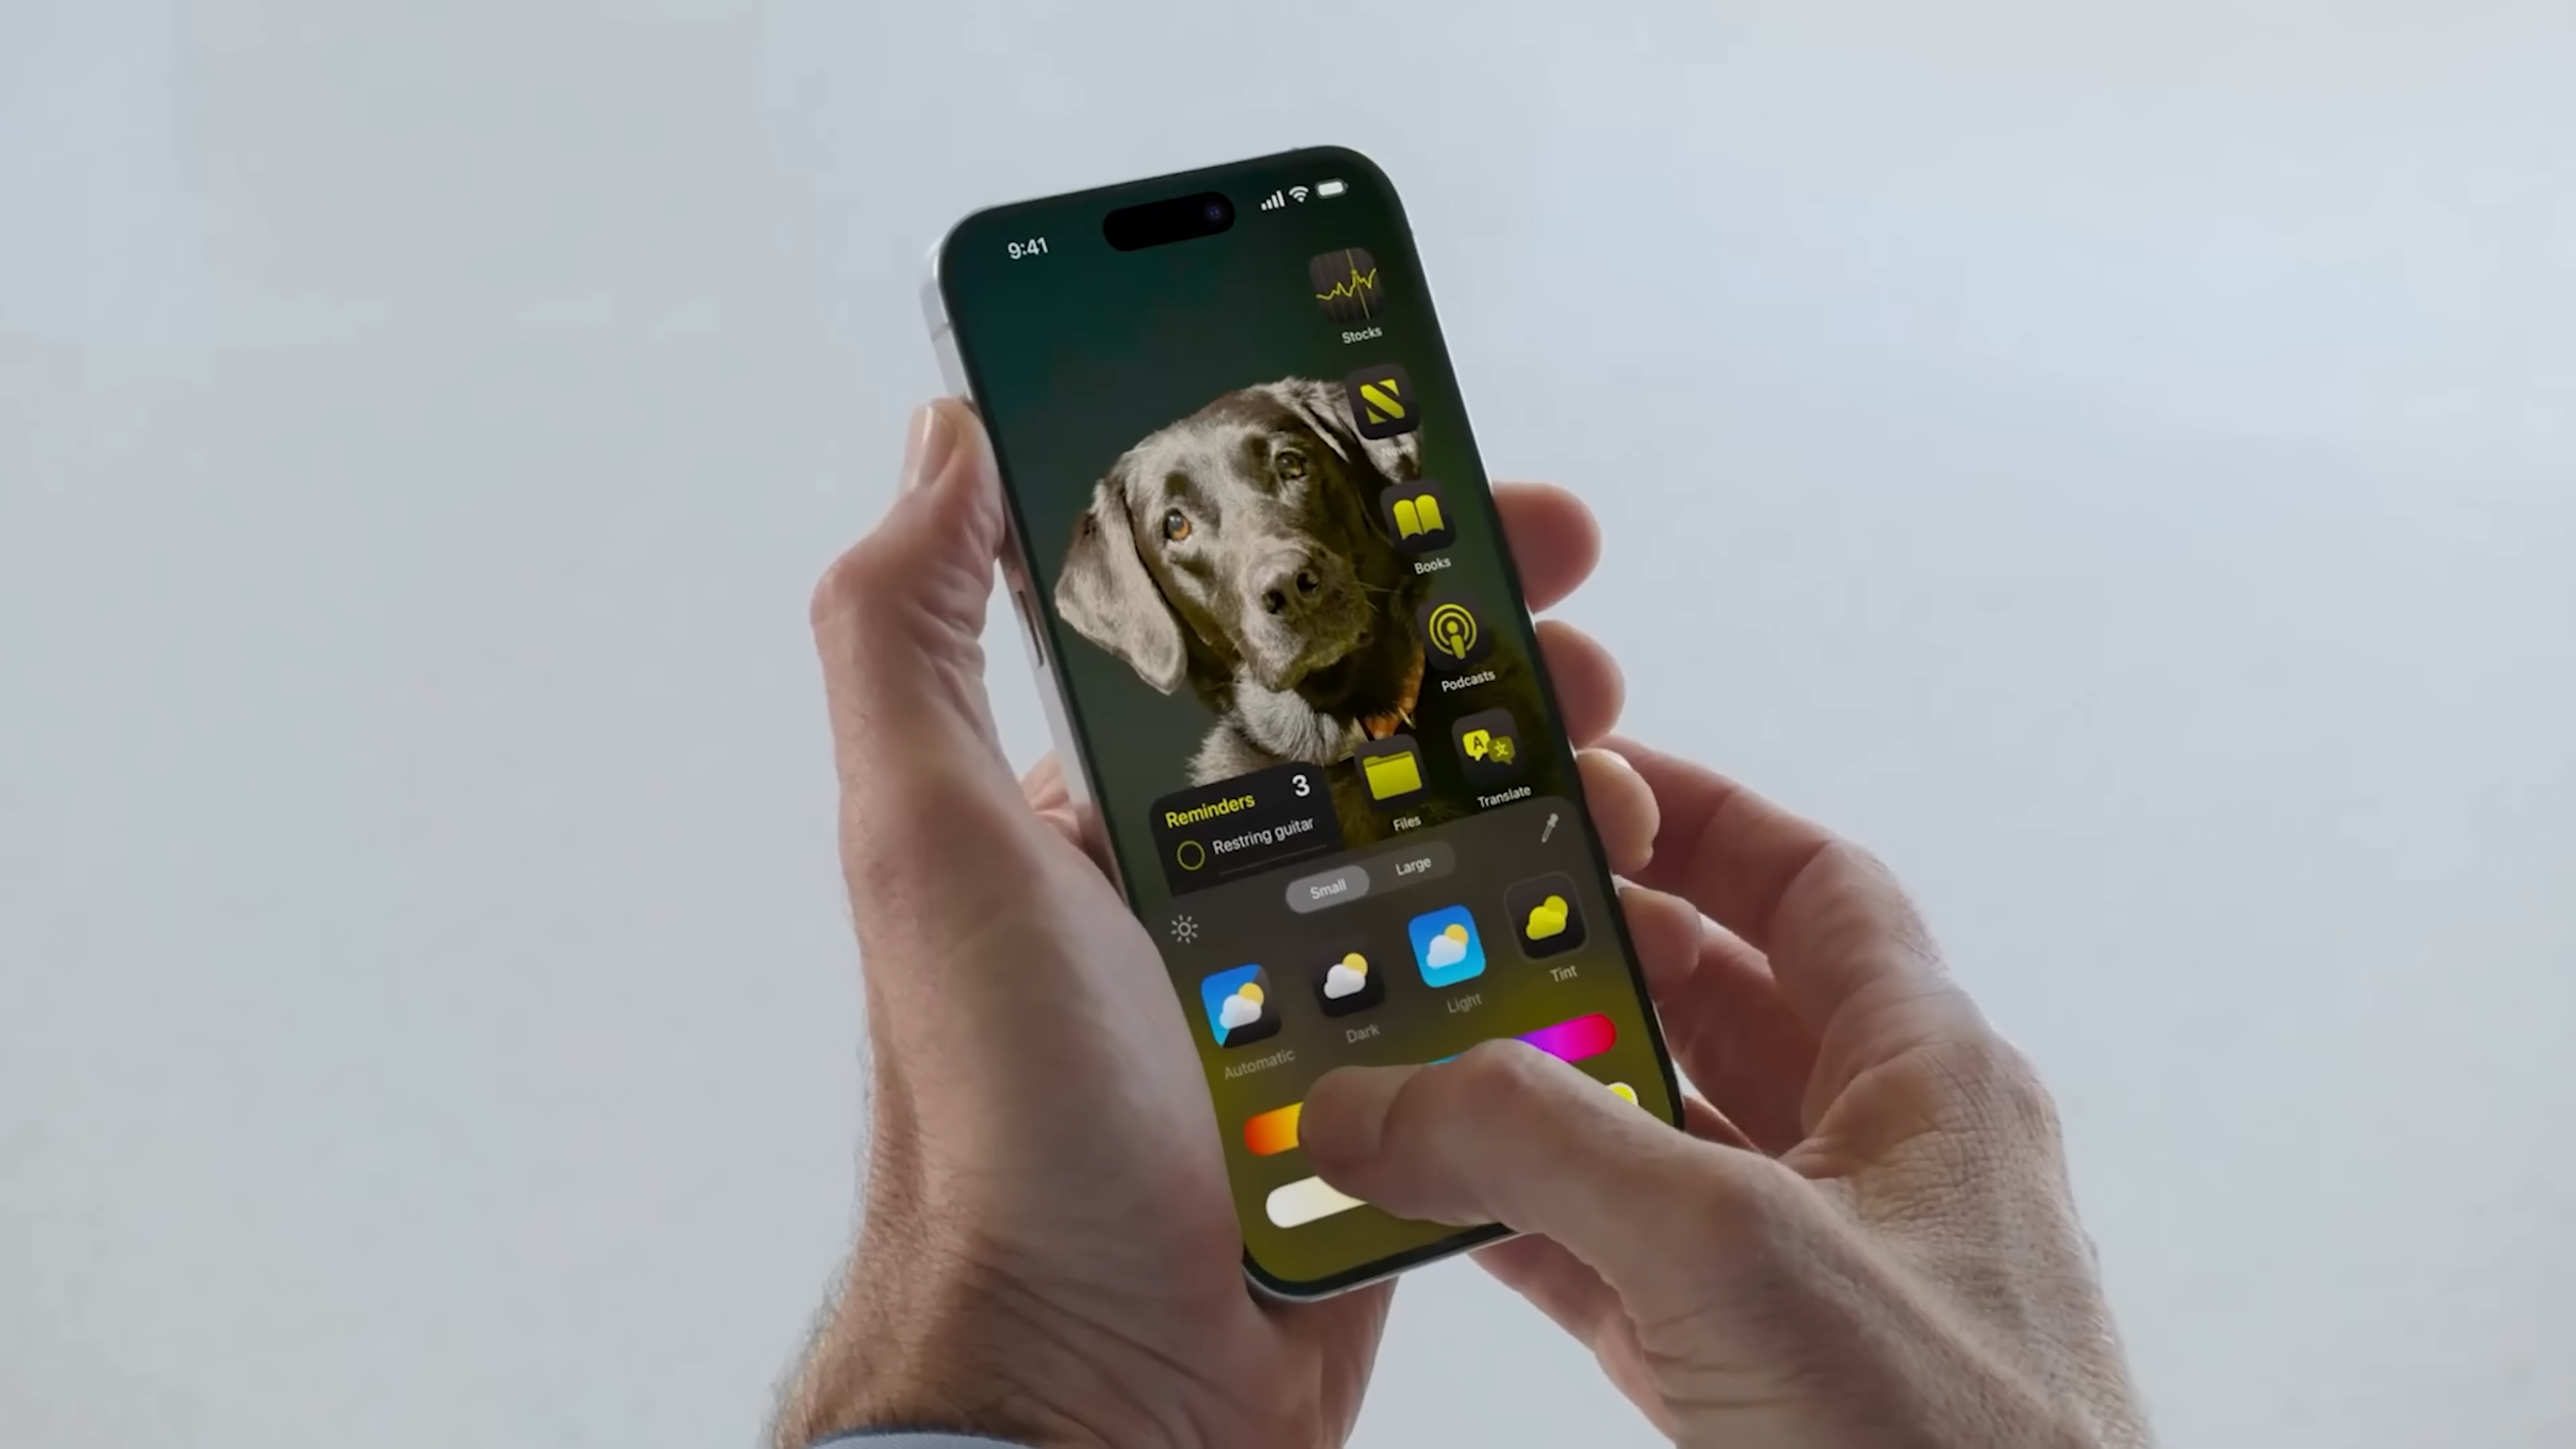 9:41
Stocks
Books
Podcasts
Translate
Files
Reminders 3
Restring guitar
Small Large
Automatic Dark Light Tint